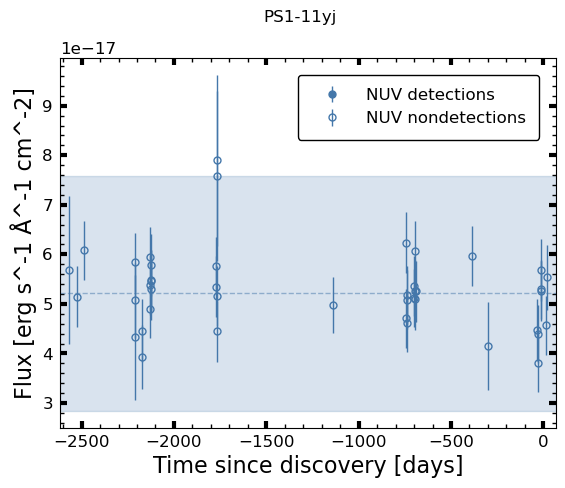 PS1-11yj
1e−17
NUV detections
NUV nondetections
Flux [erg s^-1 Å^-1 cm^-2]
9
8
7
6
5
4
3
−2500 −2000 −1500 −1000 −500 0
Time since discovery [days]